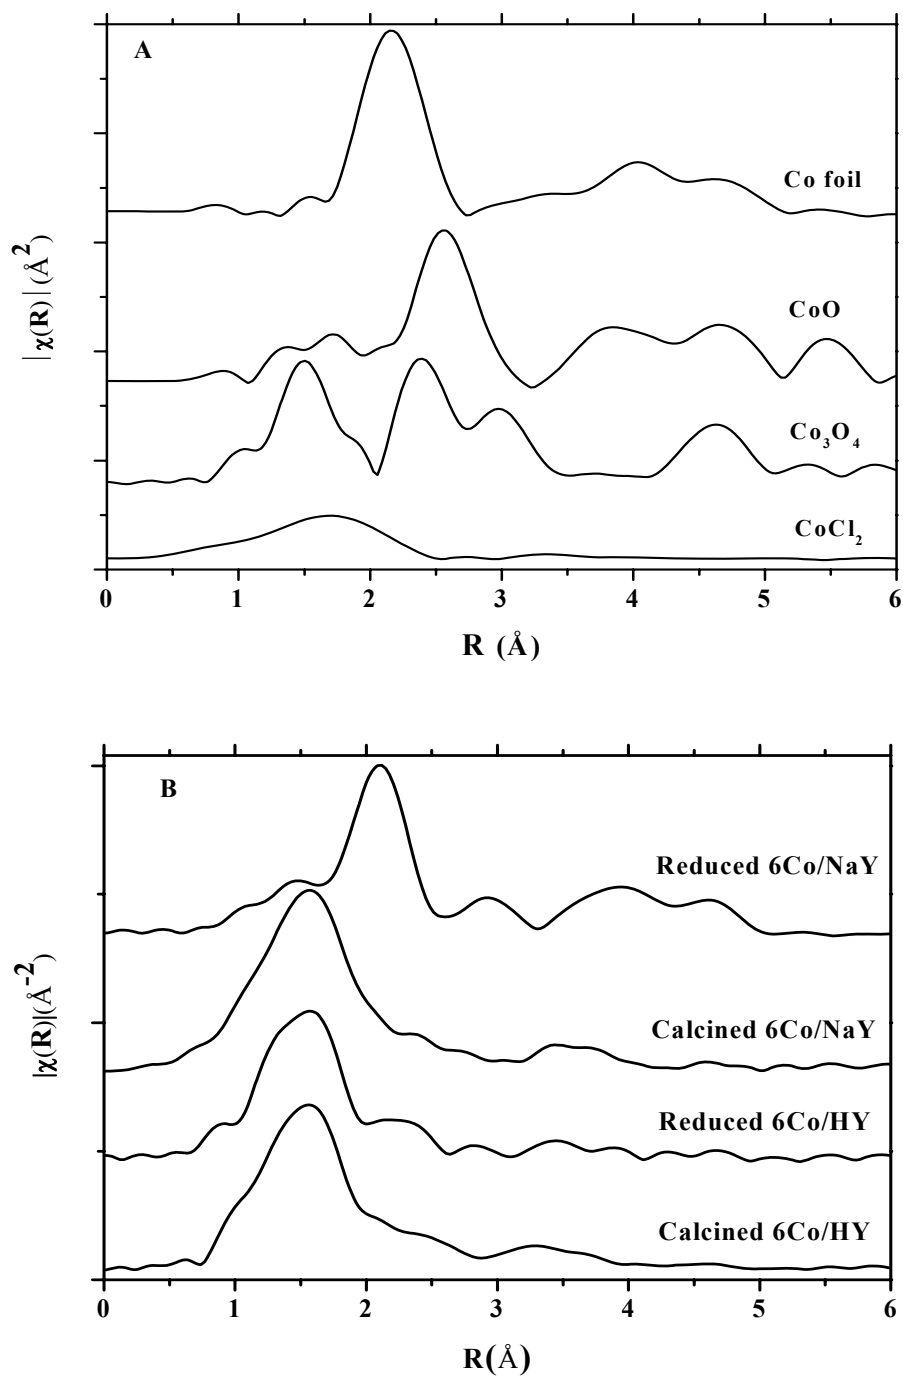 A
Co foil
CoO
Co₃O₄
CoCl₂
|χ(R)|(Å²)
0 1 2 3 4 5 6
R (Å)
B
Reduced 6Co/NaY
Calcined 6Co/NaY
Reduced 6Co/HY
Calcined 6Co/HY
|χ(R)|(Å⁻²)
0 1 2 3 4 5 6
R(Å)